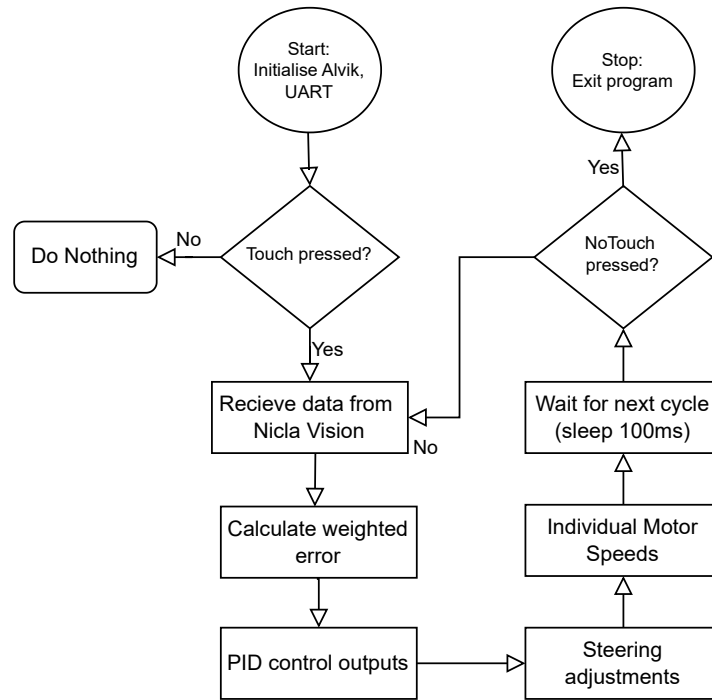 Start:
Initialise Alvik,
UART
Stop:
Exit program
Yes
Touch pressed?
No
Do Nothing
NoTouch
pressed?
Yes
Recieve data from
Nicla Vision
No
Wait for next cycle
(sleep 100ms)
Calculate weighted
error
Individual Motor
Speeds
PID control outputs
Steering
adjustments